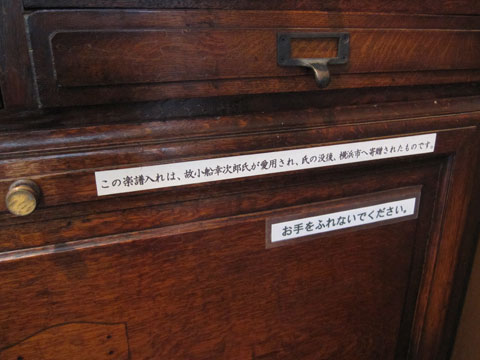 この楽譜入れは、故小船幸次郎氏が愛用され、氏の没後、横浜市へ寄贈されたものです。
お手をふれないでください。